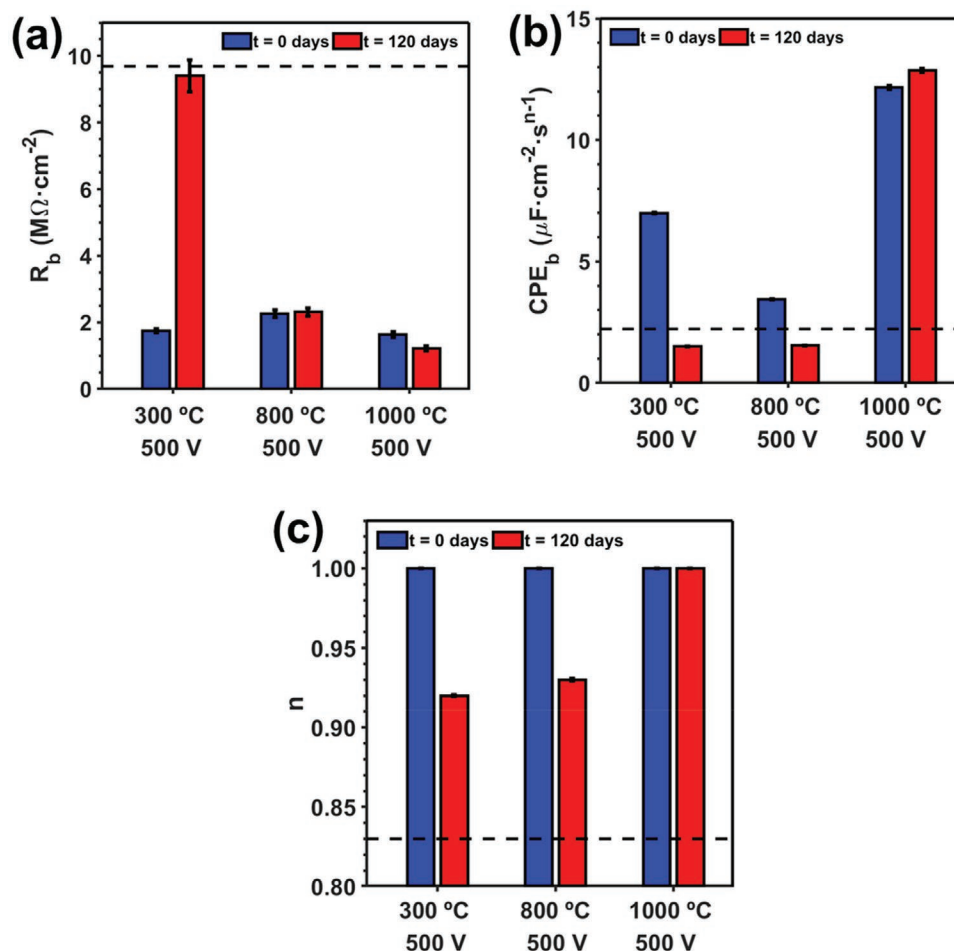 (a)
t = 0 days t = 120 days
10
8
6
4
2
0
R_b (MΩ·cm⁻²)
300 ºC 800 ºC 1000 ºC
500 V 500 V 500 V
(b)
t = 0 days t = 120 days
15
10
5
0
CPE_b (μF·cm⁻²·sⁿ⁻¹)
300 ºC 800 ºC 1000 ºC
500 V 500 V 500 V
(c)
t = 0 days t = 120 days
1.00
0.95
0.90
0.85
0.80
n
300 ºC 800 ºC 1000 ºC
500 V 500 V 500 V